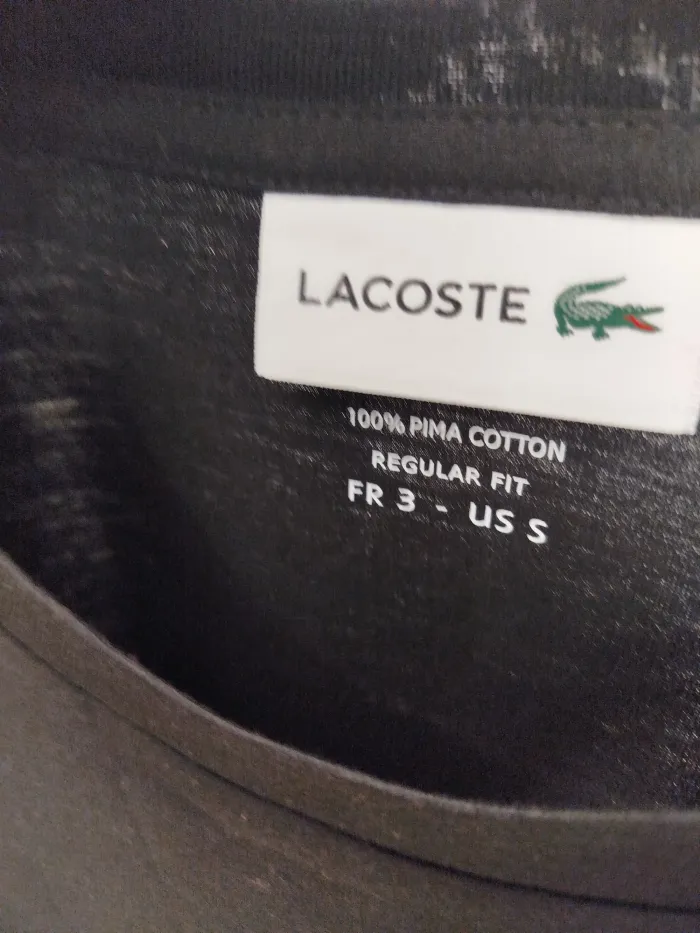 LACOSTE
100% PIMA COTTON
REGULAR FIT
FR 3 - US S